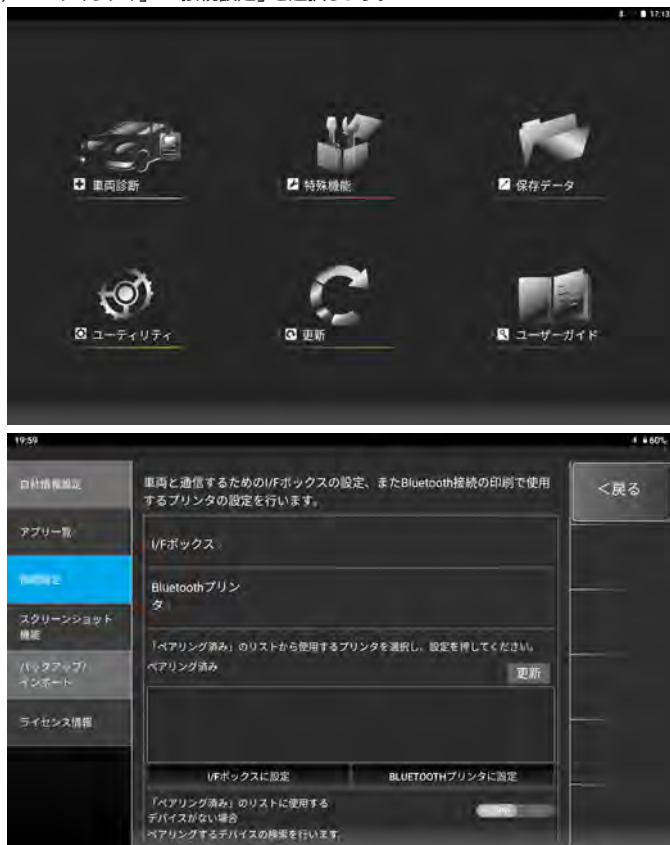 17:13
車両診断
特殊機能
保存データ
ユーティリティ
更新
ユーザーガイド
19:59
60%
自社情報設定
車両と通信するためのI/Fボックスの設定、またBluetooth接続の印刷で使用
するプリンタの設定を行います。
<戻る
アプリ一覧
I/Fボックス
接続設定
Bluetoothプリン
タ
スクリーンショット
機能
「ペアリング済み」のリストから使用するプリンタを選択し、設定を押してください。
バックアップ/
インポート
ペアリング済み
更新
ライセンス情報
I/Fボックスに設定
BLUETOOTHプリンタに設定
「ペアリング済み」のリストに使用する
デバイスがない場合
ペアリングするデバイスの検索を行います。